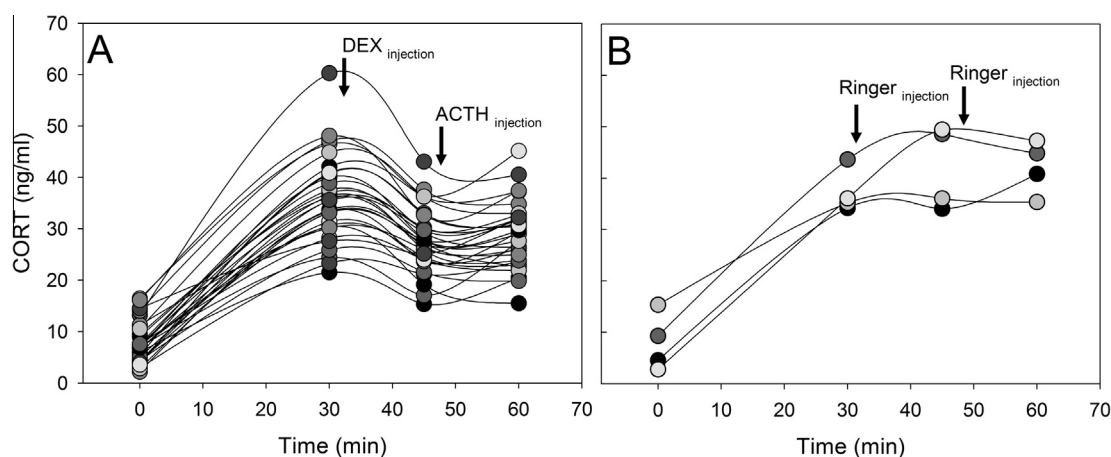 A
DEX injection
ACTH injection
CORT (ng/ml)
70
60
50
40
30
20
10
0
0 10 20 30 40 50 60 70
Time (min)
B
Ringer injection
Ringer injection
0 10 20 30 40 50 60 70
Time (min)